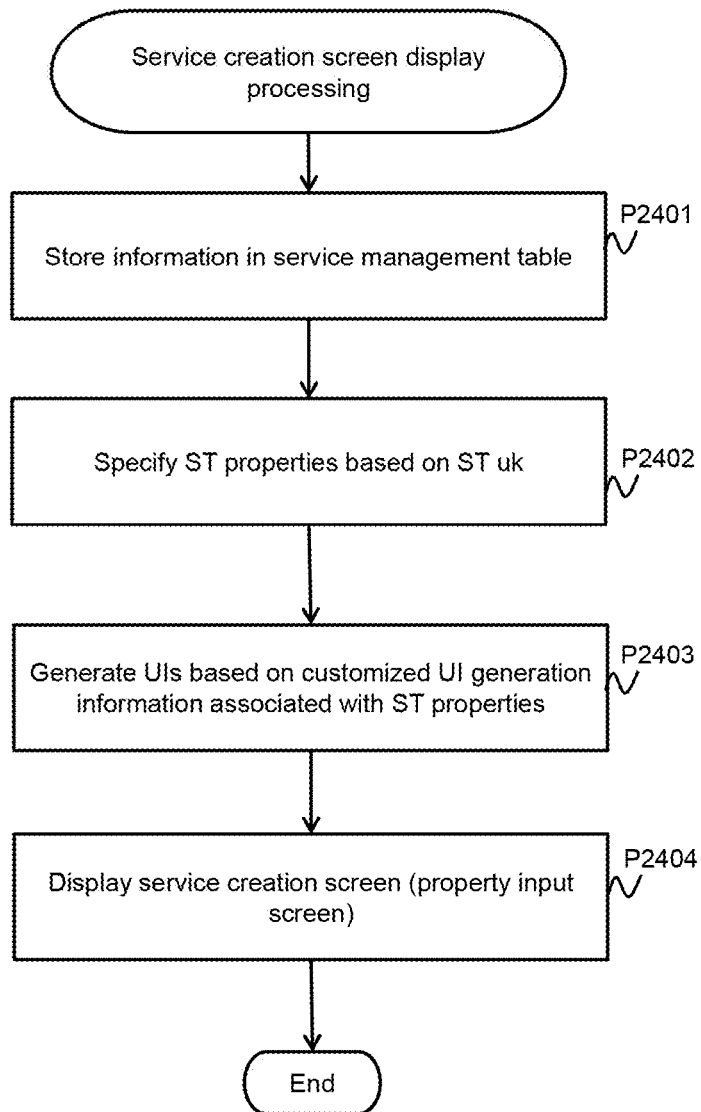 Service creation screen display
processing
P2401
Store information in service management table
P2402
Specify ST properties based on ST uk
P2403
Generate UIs based on customized UI generation
information associated with ST properties
P2404
Display service creation screen (property input
screen)
End